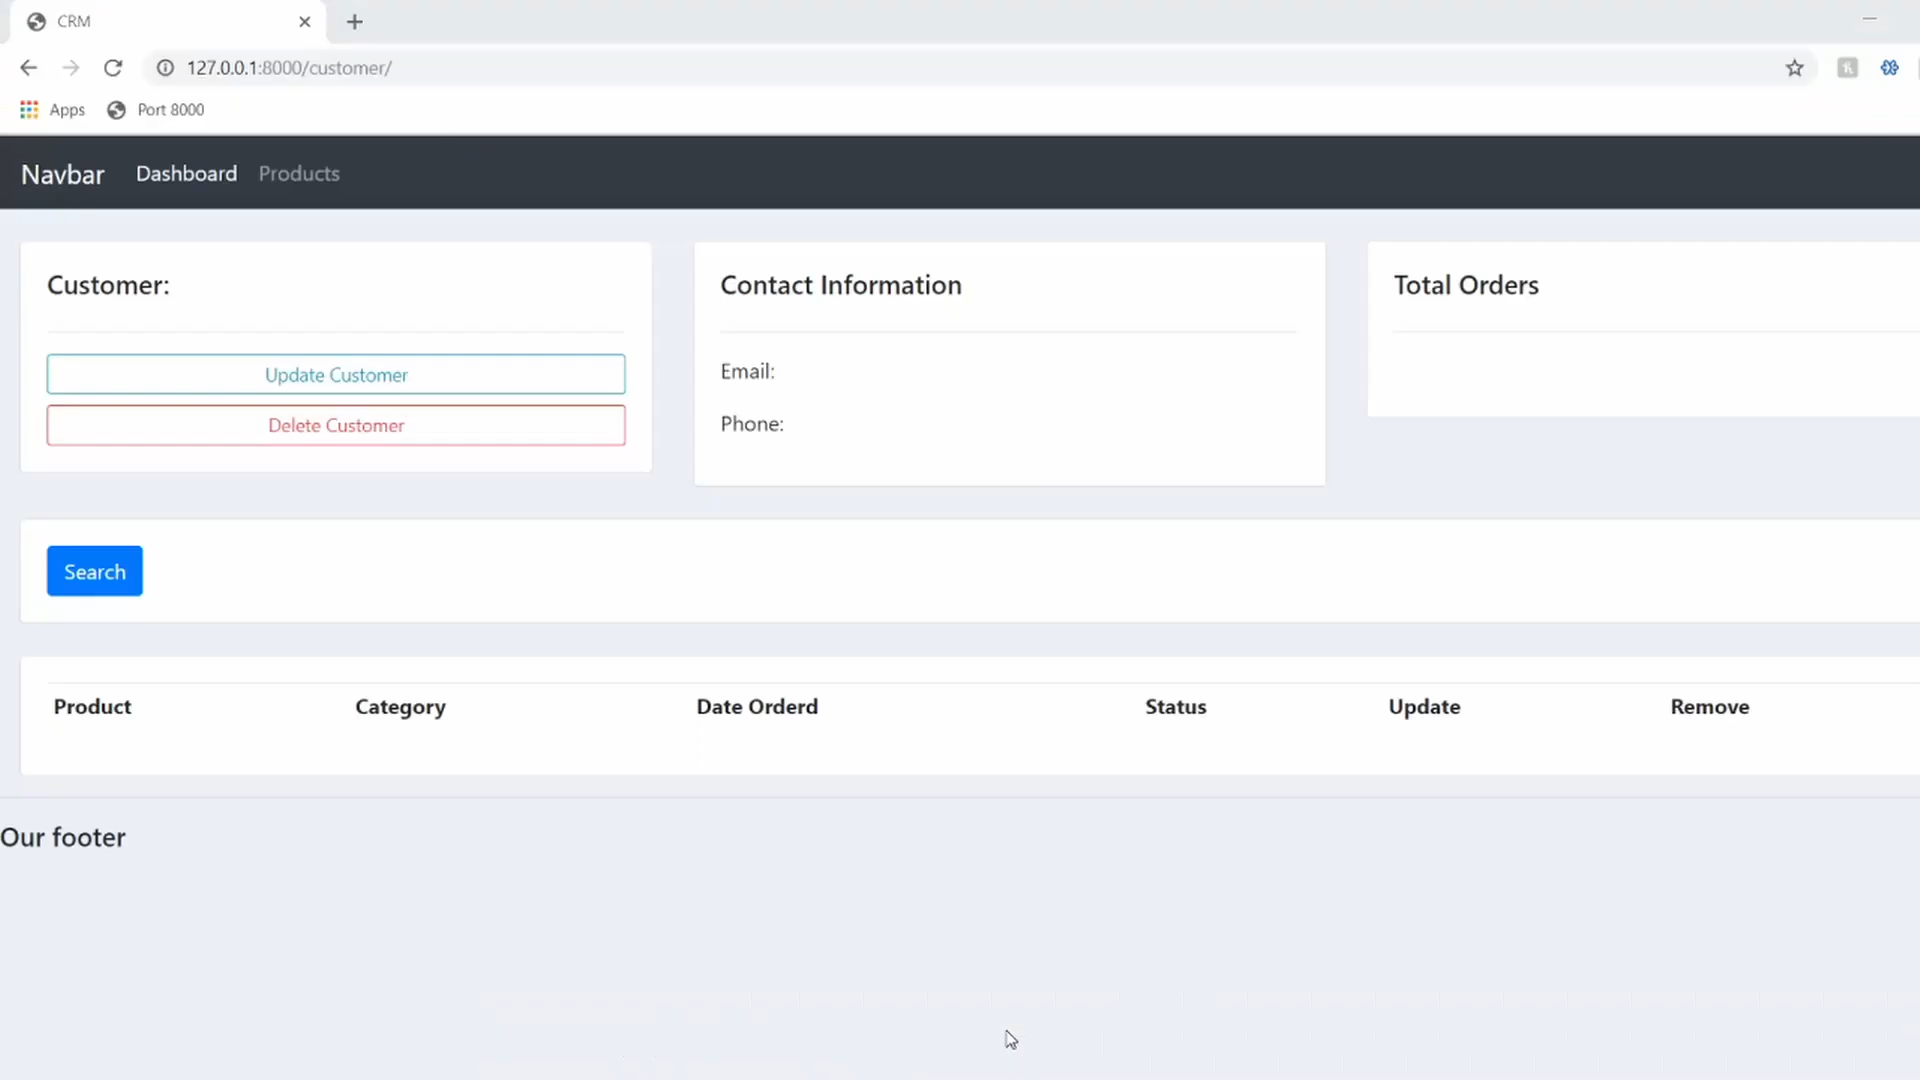 CRM
127.0.0.1:8000/customer/
Apps Port 8000
Navbar Dashboard Products
Customer:
Update Customer
Delete Customer
Contact Information
Email:
Phone:
Total Orders
Search
Product Category Date Orderd Status Update Remove
Our footer